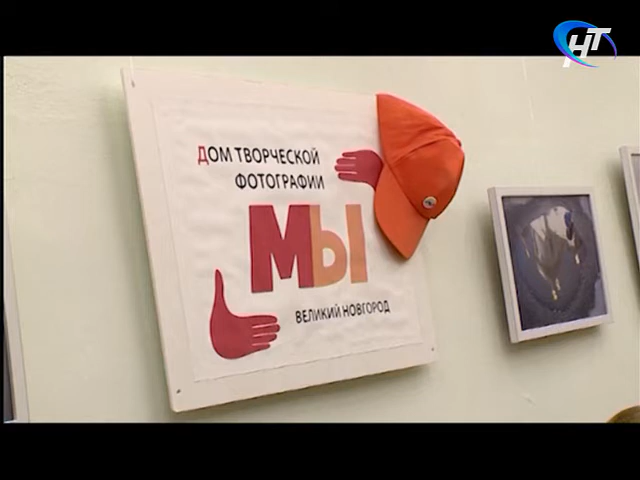 НТ
ДОМ ТВОРЧЕСКОЙ
ФОТОГРАФИИ
МЫ
ВЕЛИКИЙ НОВГОРОД